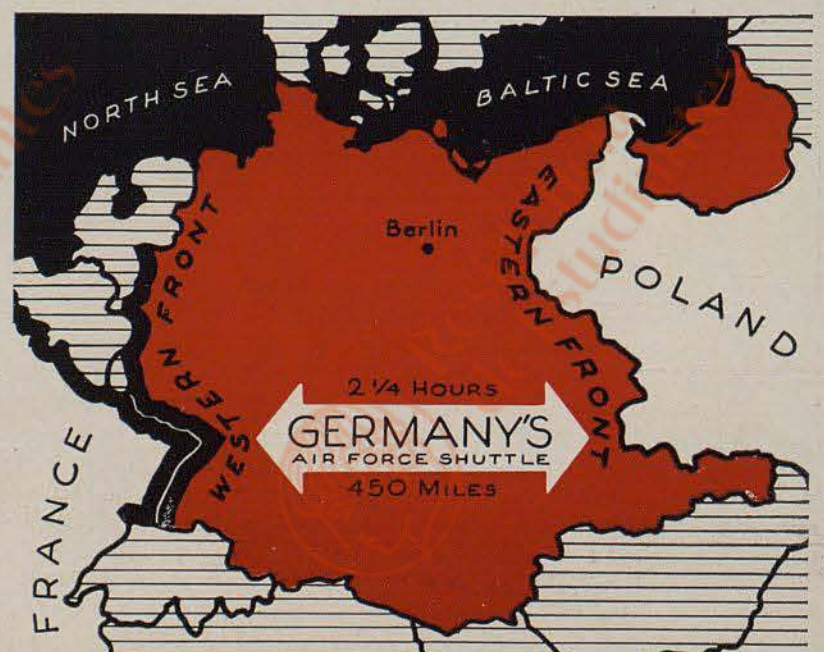 NORTH SEA
BALTIC SEA
WESTERN FRONT
Berlin
EASTERN FRONT
POLAND
2 1/4 HOURS
GERMANY'S
AIR FORCE SHUTTLE
450 MILES
FRANCE